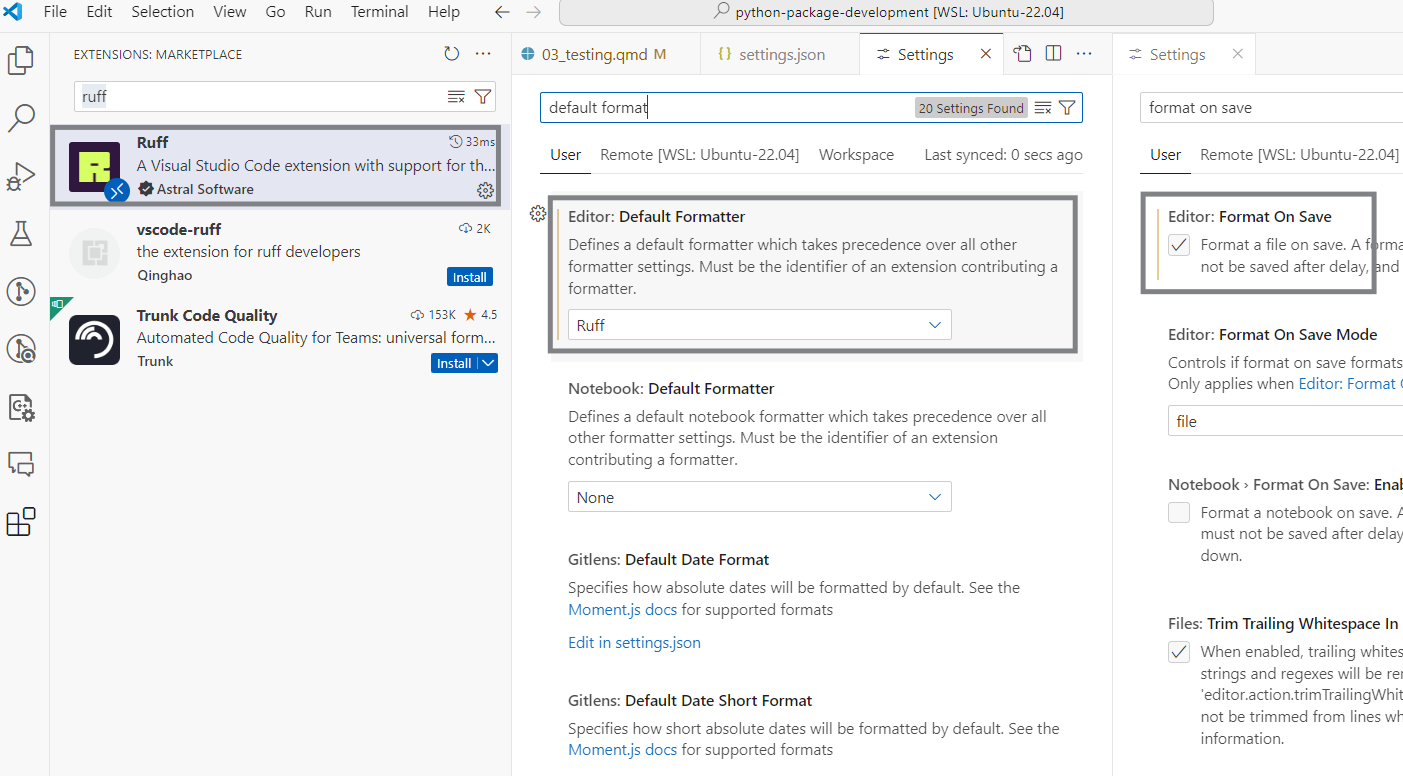 File Edit Selection View Go Run Terminal Help
python-package-development [WSL: Ubuntu-22.04]
EXTENSIONS: MARKETPLACE
ruff
Ruff
33ms
A Visual Studio Code extension with support for th...
Astral Software
vscode-ruff
2K
the extension for ruff developers
Qinghao
Install
Trunk Code Quality
153K
4.5
Automated Code Quality for Teams: universal form...
Trunk
Install
03_testing.qmd M
{} settings.json
Settings
default format
20 Settings Found
User Remote [WSL: Ubuntu-22.04] Workspace
Last synced: 0 secs ago
Editor: Default Formatter
Defines a default formatter which takes precedence over all other
formatter settings. Must be the identifier of an extension contributing a
formatter.
Ruff
Notebook: Default Formatter
Defines a default notebook formatter which takes precedence over all
other formatter settings. Must be the identifier of an extension
contributing a formatter.
None
Gitlens: Default Date Format
Specifies how absolute dates will be formatted by default. See the
Moment.js docs for supported formats
Edit in settings.json
Gitlens: Default Date Short Format
Specifies how short absolute dates will be formatted by default. See the
Moment.js docs for supported formats
Settings
format on save
User Remote [WSL: Ubuntu-22.04]
Editor: Format On Save
Format a file on save. A forma
not be saved after delay, and
Editor: Format On Save Mode
Controls if format on save formats
Only applies when Editor: Format
file
Notebook › Format On Save: Enab
Format a notebook on save. A
must not be saved after delay
down.
Files: Trim Trailing Whitespace In
When enabled, trailing whites
strings and regexes will be re
'editor.action.trimTrailingWhit
not be trimmed from lines wh
information.